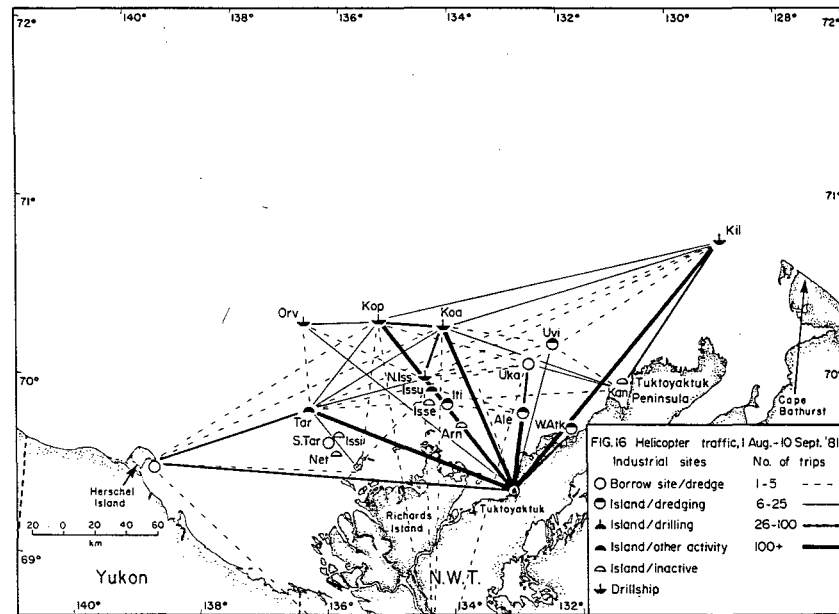 72°
140°
138°
136°
134°
132°
130°
128°
72°
71°
71°
Kil
Orv
Kop
Koa
Uvi
70°
70°
N.Iss
Issu
Isse
Iti
Uka
Kan
Tuktoyaktuk
Peninsula
Cape
Bathurst
Tar
Arn
Ale
W.Atk
S.Tar
Issi
Net
Herschel
Island
Tuktoyaktuk
Richards
Island
20 0 20 40 60
km
69°
Yukon
N.W.T.
140°
138°
136°
134°
132°
FIG.16 Helicopter traffic, 1 Aug.-10 Sept. '81
Industrial sites No. of trips
Borrow site/dredge 1-5
Island/dredging 6-25
Island/drilling 26-100
Island/other activity 100+
Island/inactive
Drillship